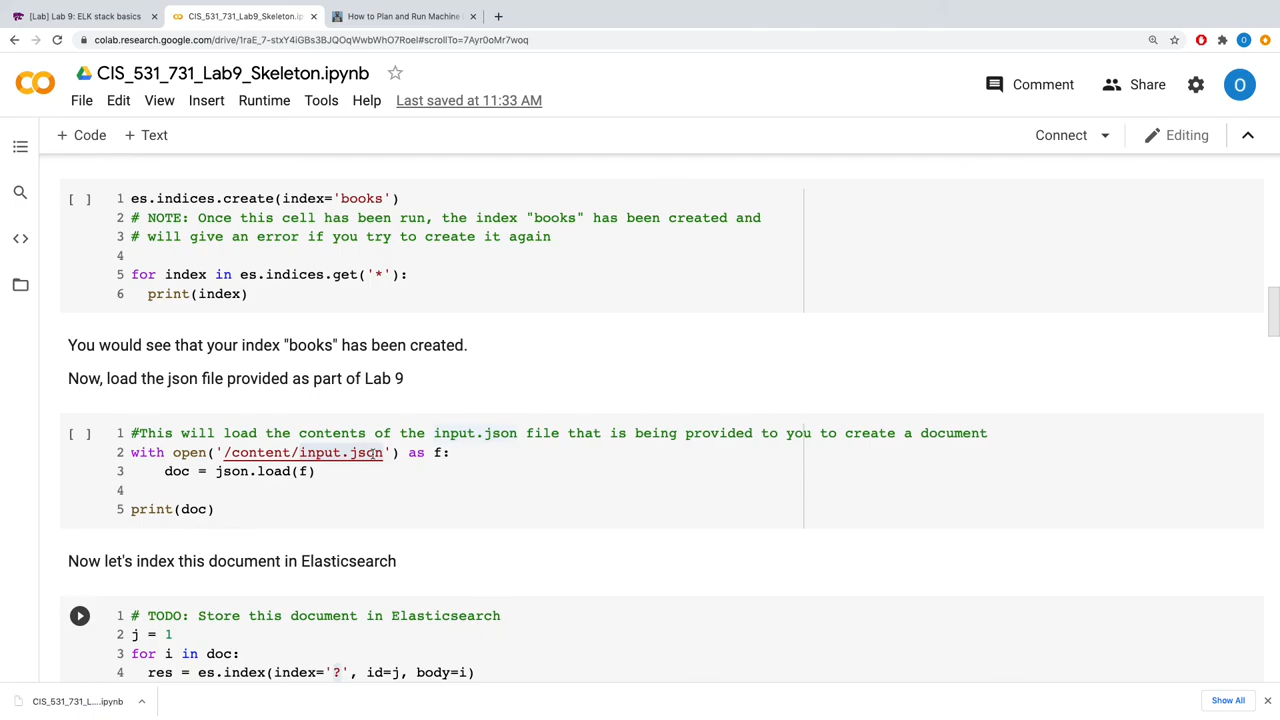 [Lab] Lab 9: ELK stack basics
CIS_531_731_Lab9_Skeleton.ip
How to Plan and Run Machine
colab.research.google.com/drive/1raE_7-stxY4iGBs3BJQOqWwbWhO7Roel#scrollTo=7Ayr0oMr7woq
CIS_531_731_Lab9_Skeleton.ipynb
Comment Share O
File Edit View Insert Runtime Tools Help Last saved at 11:33 AM
+ Code + Text Connect Editing
[ ] 1 es.indices.create(index='books')
2 # NOTE: Once this cell has been run, the index "books" has been created and
3 # will give an error if you try to create it again
4
5 for index in es.indices.get('*'):
6 print(index)
You would see that your index "books" has been created.
Now, load the json file provided as part of Lab 9
[ ] 1 #This will load the contents of the input.json file that is being provided to you to create a document
2 with open('/content/input.json') as f:
3 doc = json.load(f)
4
5 print(doc)
Now let's index this document in Elasticsearch
1 # TODO: Store this document in Elasticsearch
2 j = 1
3 for i in doc:
4 res = es.index(index='?', id=j, body=i)
CIS_531_731_L....ipynb
Show All